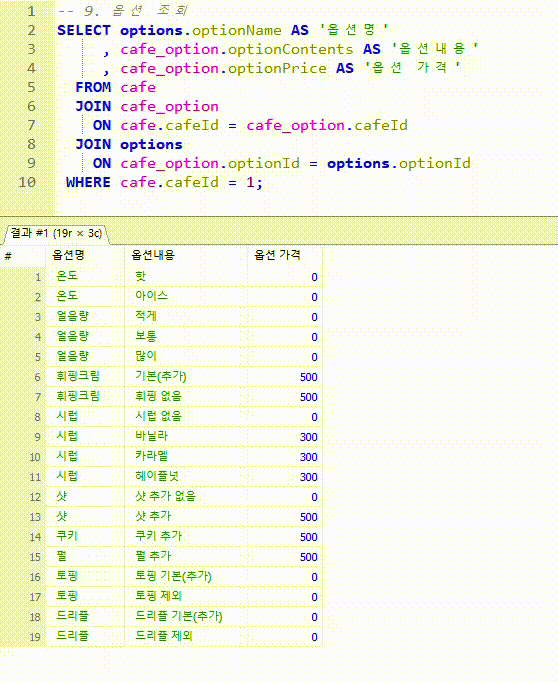 1 -- 9. 옵션 조회
2 SELECT options.optionName AS '옵션명'
3 , cafe_option.optionContents AS '옵션내용'
4 , cafe_option.optionPrice AS '옵션 가격'
5 FROM cafe
6 JOIN cafe_option
7 ON cafe.cafeId = cafe_option.cafeId
8 JOIN options
9 ON cafe_option.optionId = options.optionId
10 WHERE cafe.cafeId = 1;
결과 #1 (19r × 3c)
# 옵션명 옵션내용 옵션 가격
1 온도 핫 0
2 온도 아이스 0
3 얼음량 적게 0
4 얼음량 보통 0
5 얼음량 많이 0
6 휘핑크림 기본(추가) 500
7 휘핑크림 휘핑 없음 500
8 시럽 시럽 없음 0
9 시럽 바닐라 300
10 시럽 카라멜 300
11 시럽 헤이즐넛 300
12 샷 샷 추가 없음 0
13 샷 샷 추가 500
14 쿠키 쿠키 추가 500
15 펄 펄 추가 500
16 토핑 토핑 기본(추가) 0
17 토핑 토핑 제외 0
18 드리즐 드리즐 기본(추가) 0
19 드리즐 드리즐 제외 0